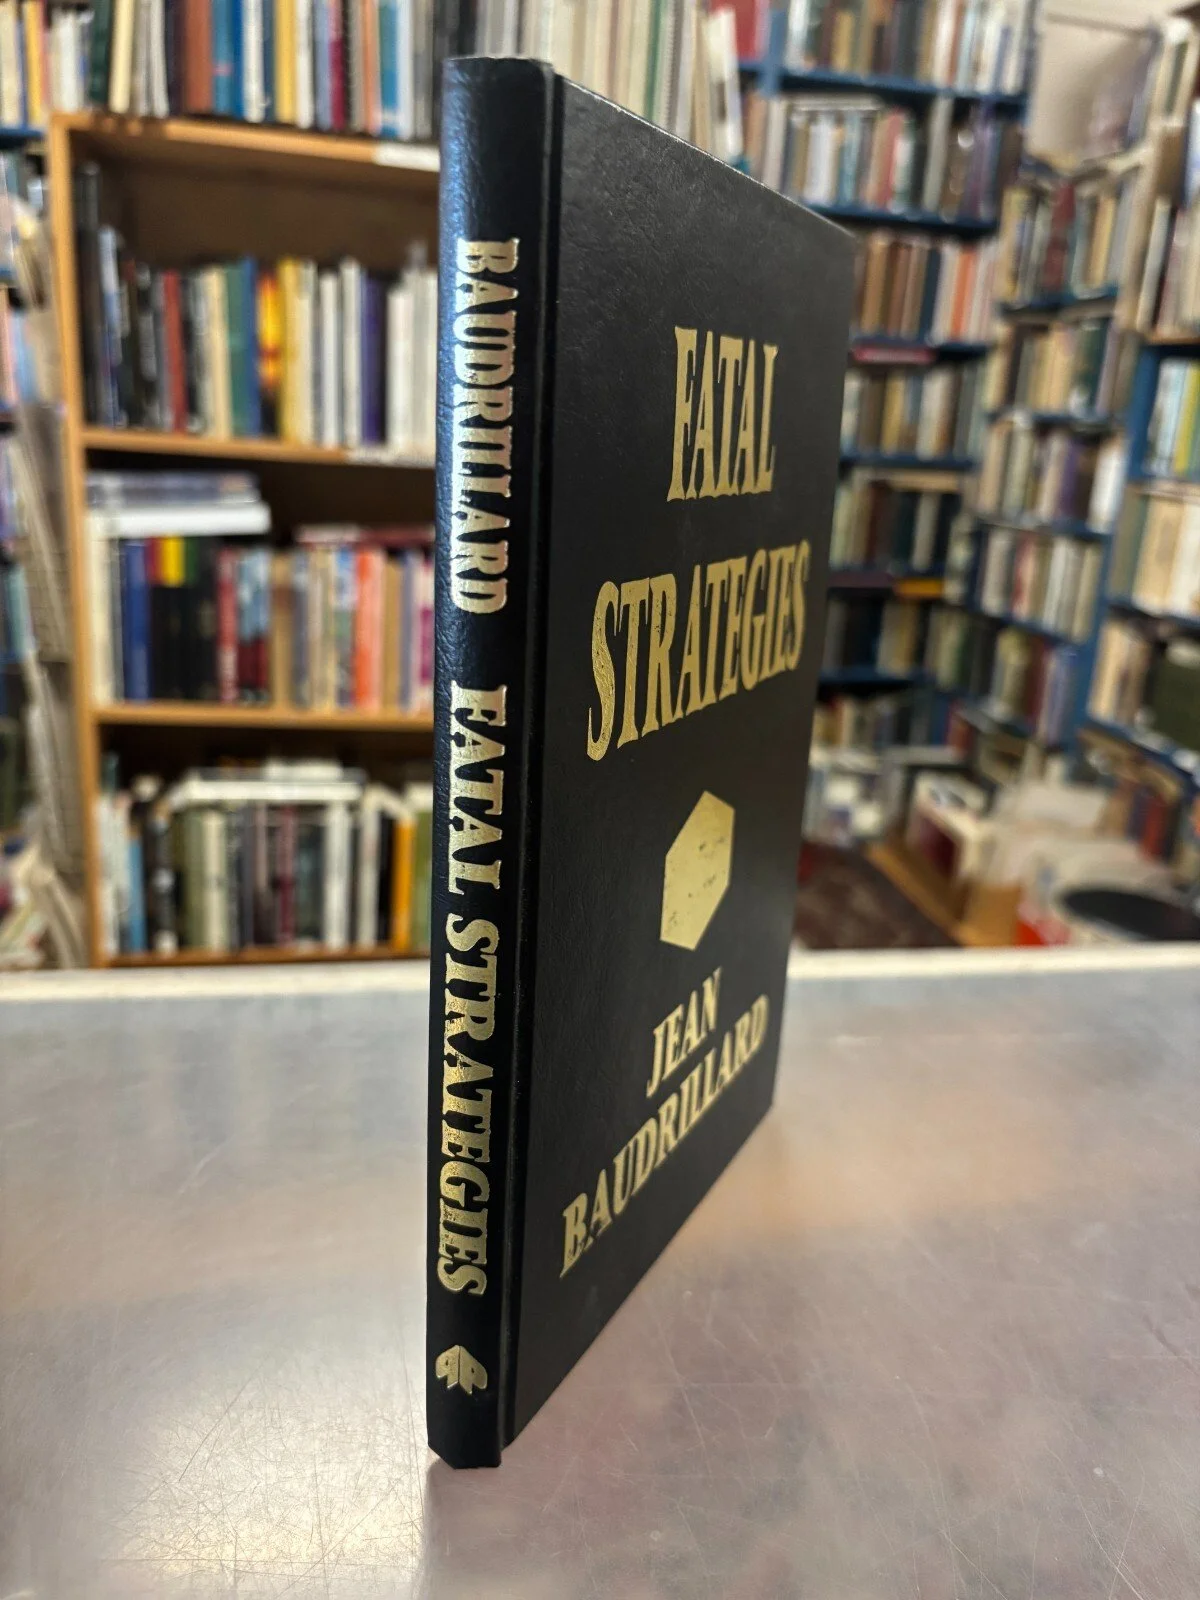 BAUDRILLARD FATAL STRATEGIES
FATAL
STRATEGIES
JEAN
BAUDRILLARD